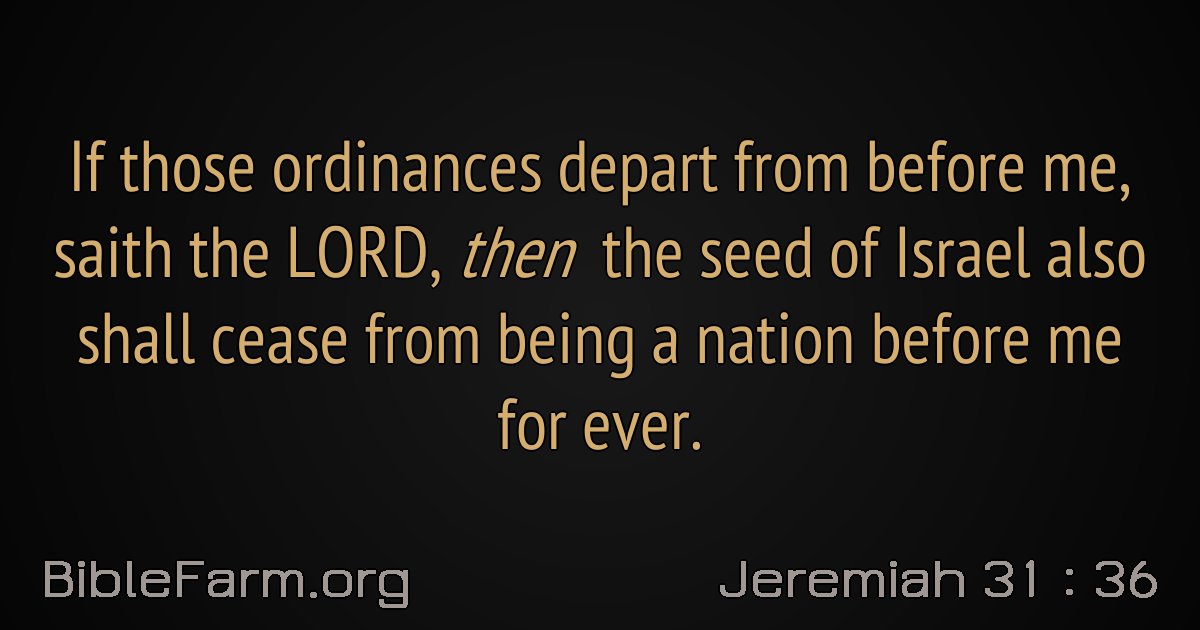 If those ordinances depart from before me,
saith the LORD, then the seed of Israel also
shall cease from being a nation before me
for ever.
BibleFarm.org
Jeremiah 31 : 36